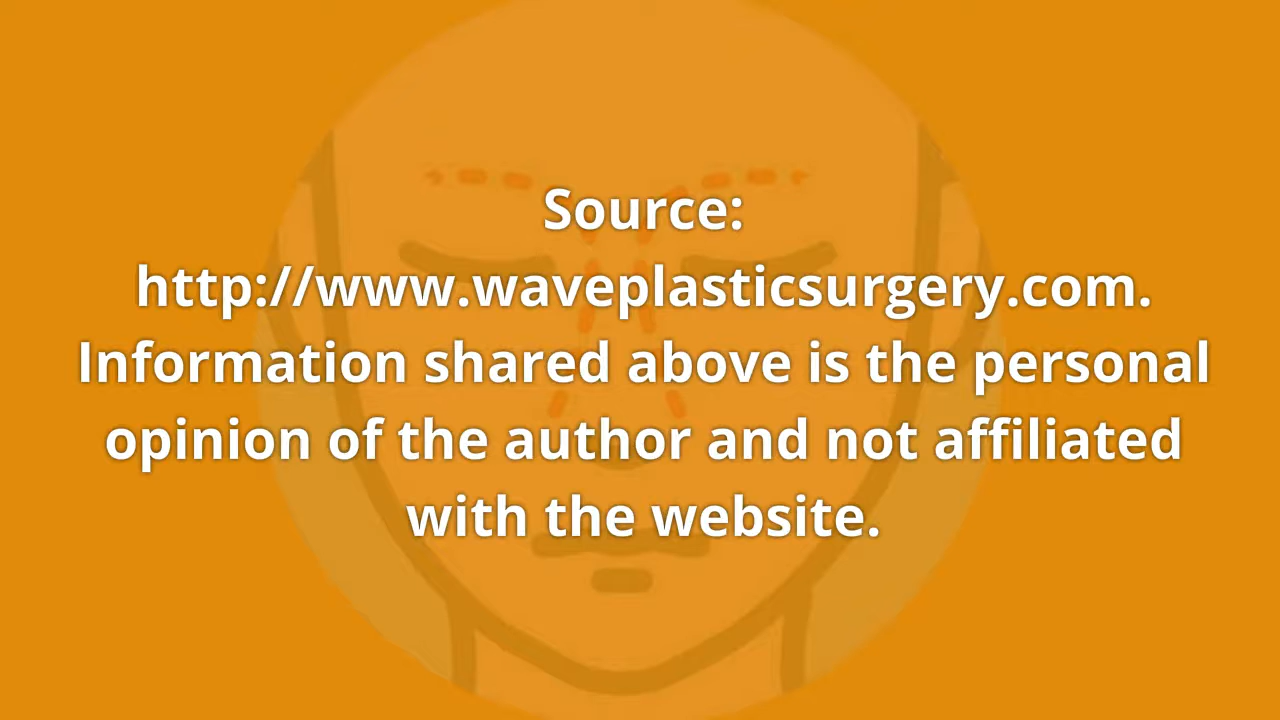 Source:
http://www.waveplasticsurgery.com.
Information shared above is the personal
opinion of the author and not affiliated
with the website.